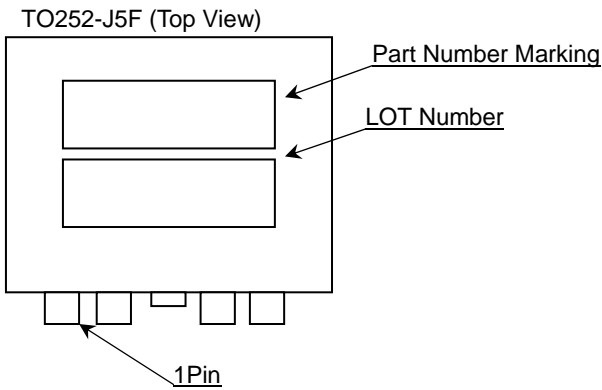 TO252-J5F (Top View)
Part Number Marking
LOT Number
1Pin